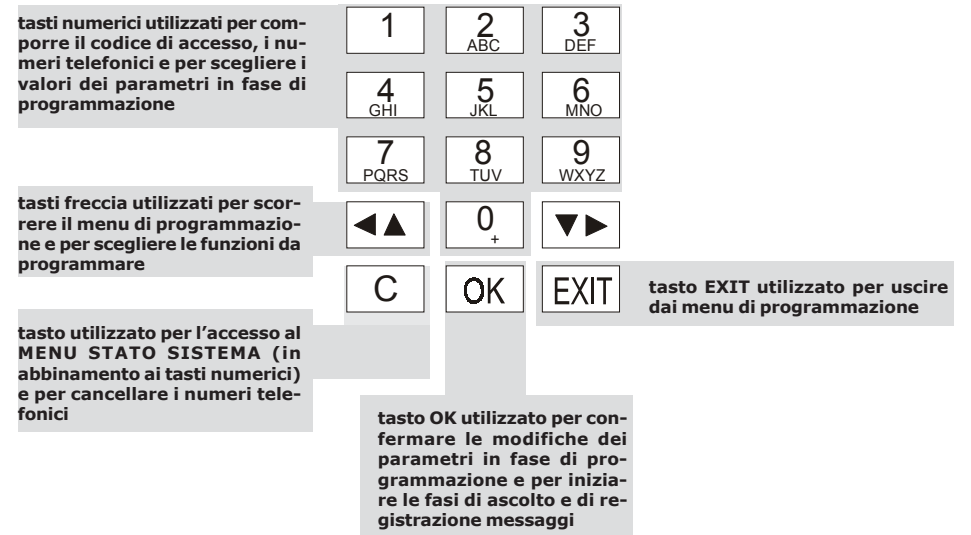 tasti numerici utilizzati per com-
porre il codice di accesso, i nu-
meri telefonici e per scegliere i
valori dei parametri in fase di
programmazione
1 2 3
ABC DEF
4 5 6
GHI JKL MNO
7 8 9
PQRS TUV WXYZ
tasti freccia utilizzati per scor-
rere il menu di programmazio-
ne e per scegliere le funzioni da
programmare
◀▲ 0 ▼▶
+
C OK EXIT
tasto EXIT utilizzato per uscire
dai menu di programmazione
tasto utilizzato per l'accesso al
MENU STATO SISTEMA (in
abbinamento ai tasti numerici)
e per cancellare i numeri tele-
fonici
tasto OK utilizzato per con-
fermare le modifiche dei
parametri in fase di pro-
grammazione e per inizia-
re le fasi di ascolto e di re-
gistrazione messaggi